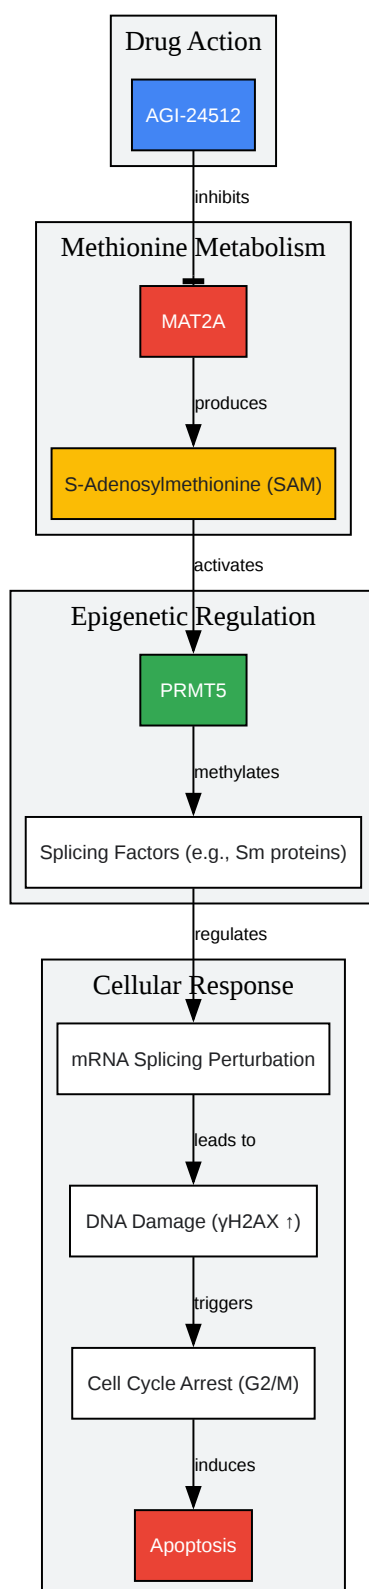 Drug Action
AGI-24512
inhibits
Methionine Metabolism
MAT2A
produces
S-Adenosylmethionine (SAM)
activates
Epigenetic Regulation
PRMT5
methylates
Splicing Factors (e.g., Sm proteins)
regulates
Cellular Response
mRNA Splicing Perturbation
leads to
DNA Damage (γH2AX ↑)
triggers
Cell Cycle Arrest (G2/M)
induces
Apoptosis